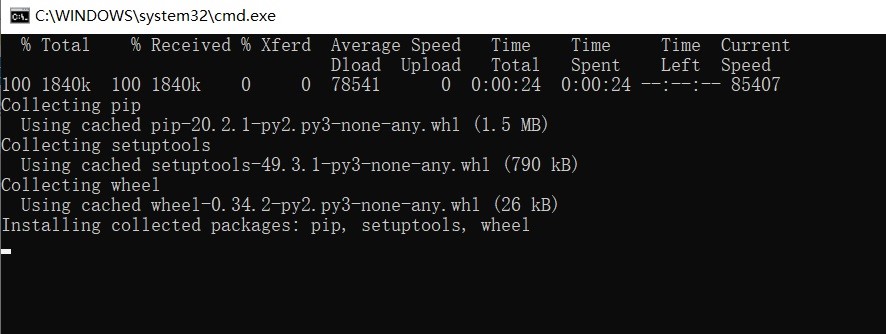 C:\WINDOWS\system32\cmd.exe
% Total % Received % Xferd Average Speed Time Time Time Current
Dload Upload Total Spent Left Speed
100 1840k 100 1840k 0 0 78541 0 0:00:24 0:00:24 --:--:-- 85407
Collecting pip
Using cached pip-20.2.1-py2.py3-none-any.whl (1.5 MB)
Collecting setuptools
Using cached setuptools-49.3.1-py3-none-any.whl (790 kB)
Collecting wheel
Using cached wheel-0.34.2-py2.py3-none-any.whl (26 kB)
Installing collected packages: pip, setuptools, wheel